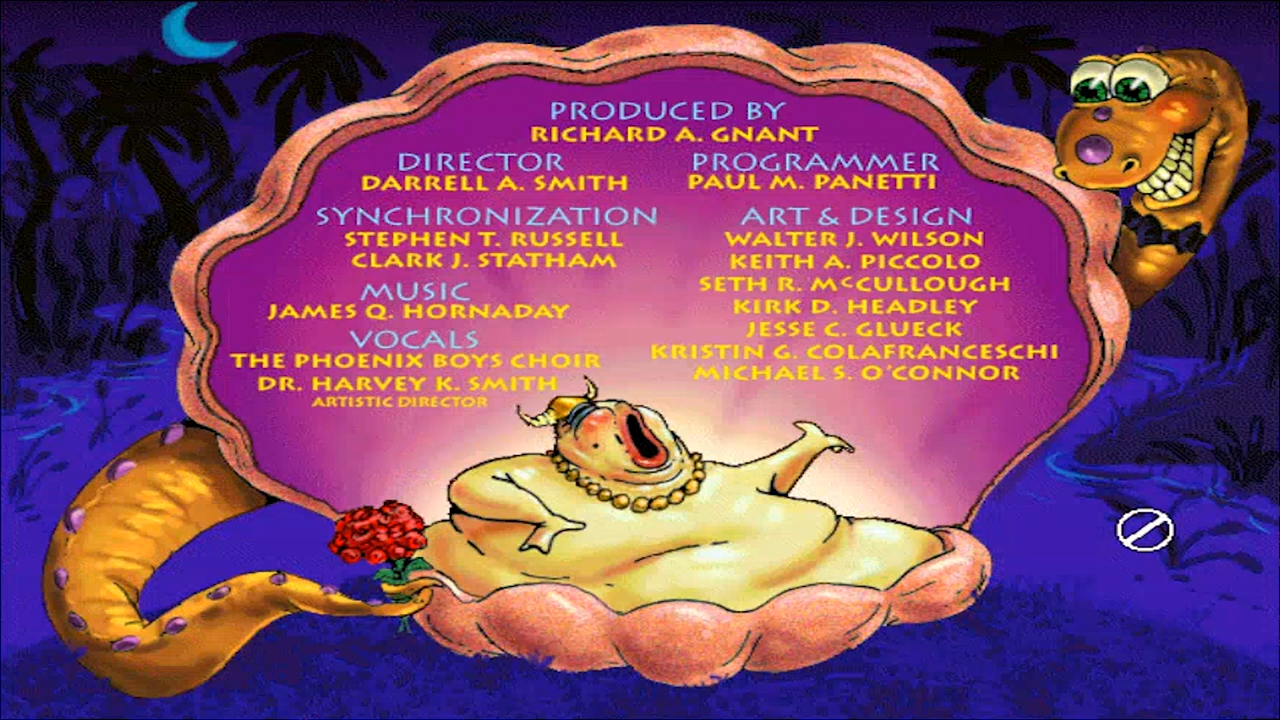 PRODUCED BY
RICHARD A. GNANT
DIRECTOR
DARRELL A. SMITH
PROGRAMMER
PAUL M. PANETTI
SYNCHRONIZATION
STEPHEN T. RUSSELL
CLARK J. STATHAM
MUSIC
JAMES Q. HORNADAY
VOCALS
THE PHOENIX BOYS CHOIR
DR. HARVEY K. SMITH
ARTISTIC DIRECTOR
ART & DESIGN
WALTER J. WILSON
KEITH A. PICCOLO
SETH R. McCULLOUGH
KIRK D. HEADLEY
JESSE C. GLUECK
KRISTIN G. COLAFRANCESCHI
MICHAEL S. O'CONNOR